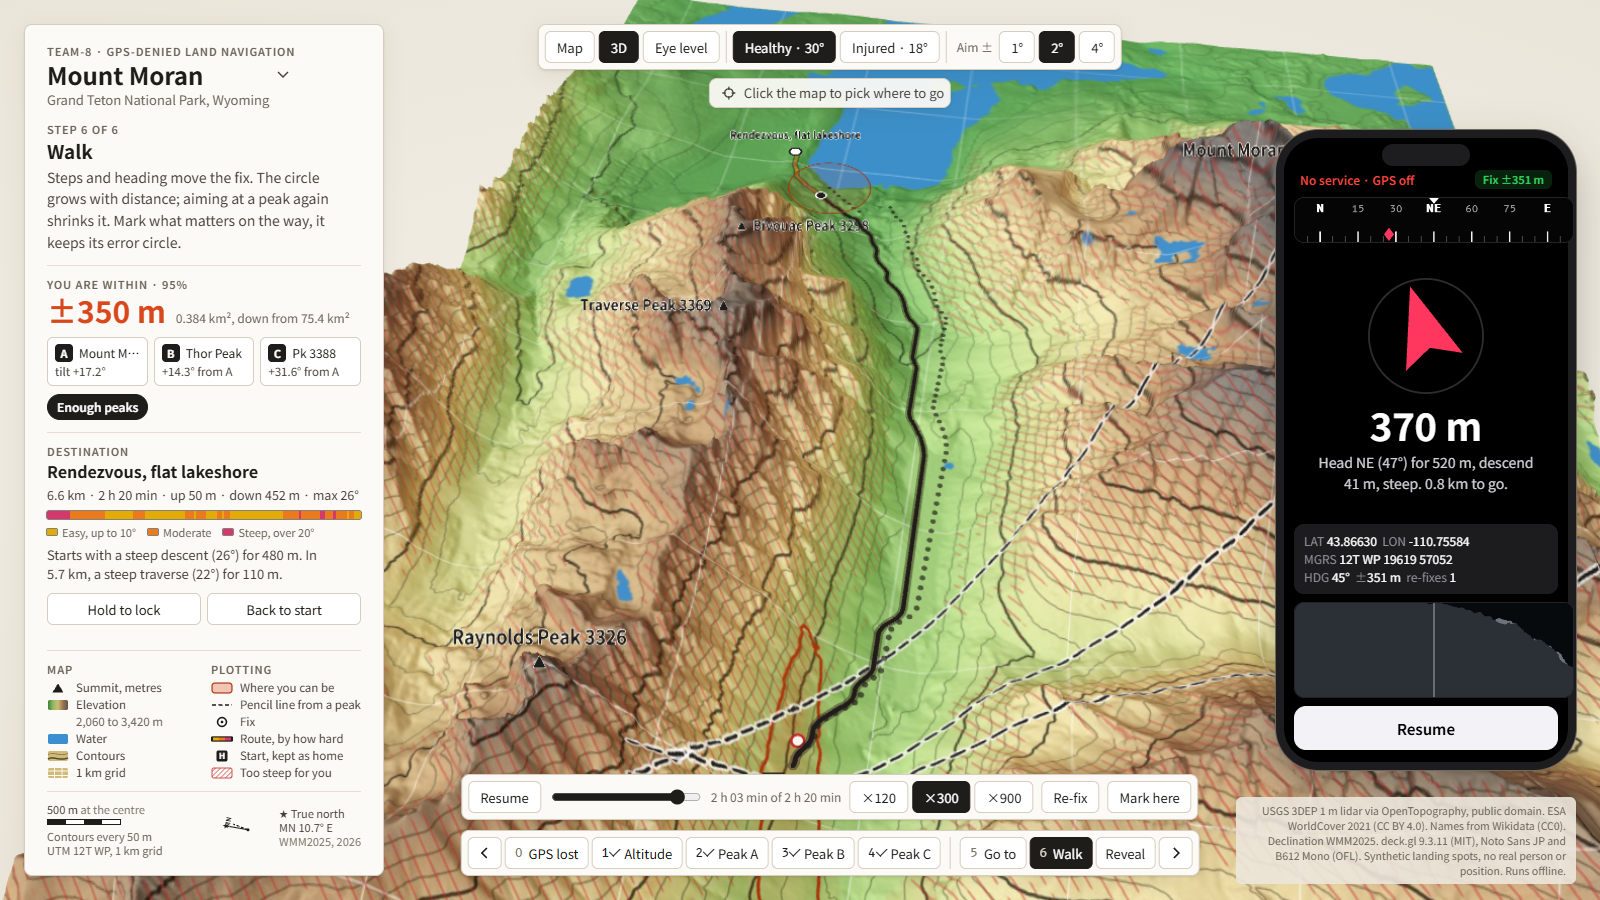 TEAM-8 · GPS-DENIED LAND NAVIGATION
Mount Moran
Grand Teton National Park, Wyoming
STEP 6 OF 6
Walk
Steps and heading move the fix. The circle
grows with distance; aiming at a peak again
shrinks it. Mark what matters on the way, it
keeps its error circle.
YOU ARE WITHIN · 95%
±350 m 0.384 km², down from 75.4 km²
A Mount M···
tilt +17.2°
B Thor Peak
+14.3° from A
C Pk 3388
+31.6° from A
Enough peaks
DESTINATION
Rendezvous, flat lakeshore
6.6 km · 2 h 20 min · up 50 m · down 452 m · max 26°
Easy, up to 10° Moderate Steep, over 20°
Starts with a steep descent (26°) for 480 m. In
5.7 km, a steep traverse (22°) for 110 m.
Hold to lock Back to start
MAP
Summit, metres
Elevation
2,060 to 3,420 m
Water
Contours
1 km grid
PLOTTING
Where you can be
Pencil line from a peak
Fix
Route, by how hard
H Start, kept as home
Too steep for you
500 m at the centre
Contours every 50 m
UTM 12T WP, 1 km grid
★ True north
MN 10.7° E
WMM2025, 2026
Map 3D Eye level Healthy · 30° Injured · 18° Aim ± 1° 2° 4°
Click the map to pick where to go
Rendezvous, flat lakeshore
Mount Moran
Bivouac Peak 3298
Traverse Peak 3369
Raynolds Peak 3326
No service · GPS off Fix ±351 m
N 15 30 NE 60 75 E
370 m
Head NE (47°) for 520 m, descend
41 m, steep. 0.8 km to go.
LAT 43.86630 LON -110.75584
MGRS 12T WP 19619 57052
HDG 45° ±351 m re-fixes 1
Resume
Resume 2 h 03 min of 2 h 20 min ×120 ×300 ×900 Re-fix Mark here
0 GPS lost 1✓ Altitude 2✓ Peak A 3✓ Peak B 4✓ Peak C 5 Go to 6 Walk Reveal
USGS 3DEP 1 m lidar via OpenTopography, public domain. ESA
WorldCover 2021 (CC BY 4.0). Names from Wikidata (CC0).
Declination WMM2025. deck.gl 9.3.11 (MIT), Noto Sans JP and
B612 Mono (OFL). Synthetic landing spots, no real person or
position. Runs offline.